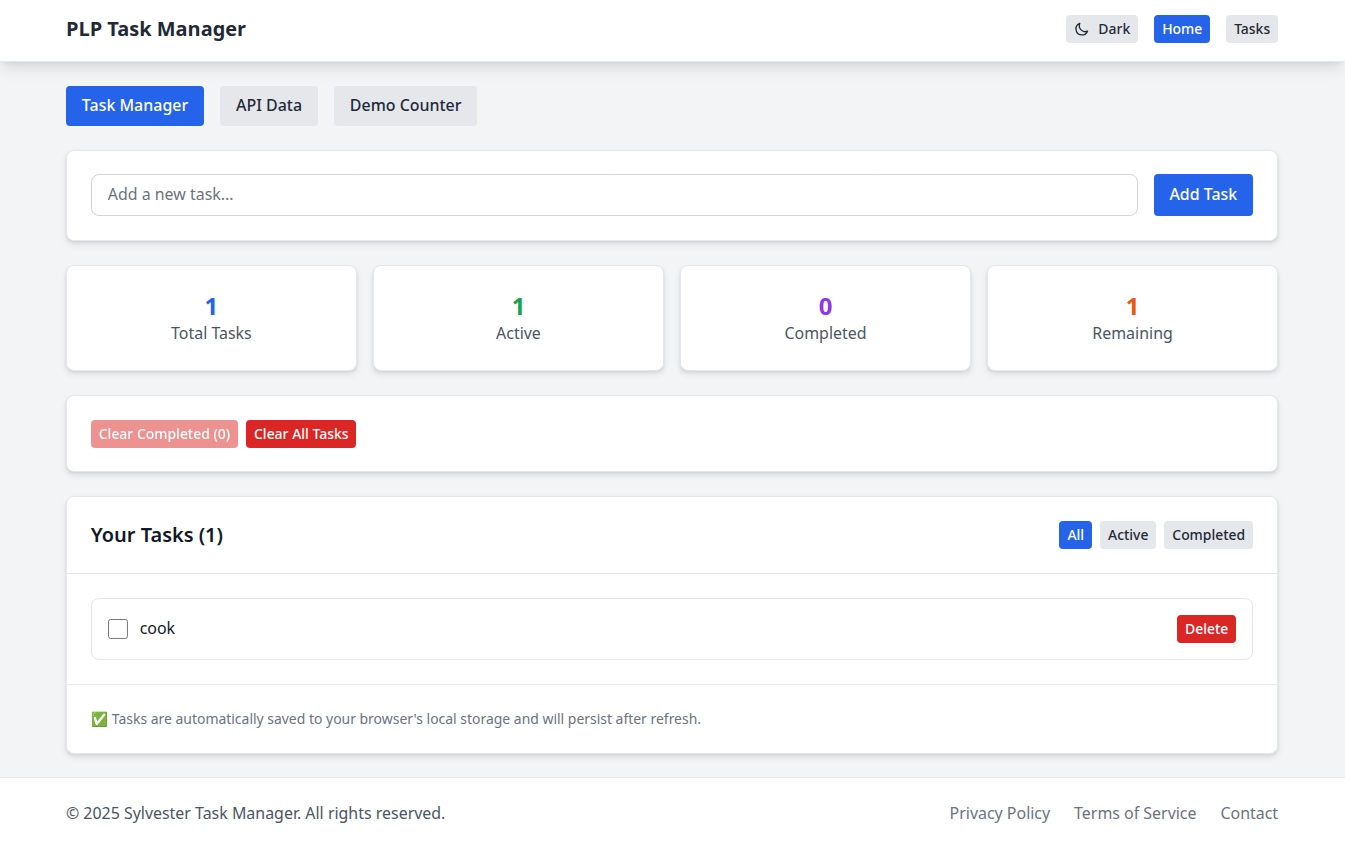 PLP Task Manager
Dark Home Tasks
Task Manager API Data Demo Counter
Add a new task...
Add Task
1
Total Tasks
1
Active
0
Completed
1
Remaining
Clear Completed (0) Clear All Tasks
Your Tasks (1)
All Active Completed
cook
Delete
✅ Tasks are automatically saved to your browser's local storage and will persist after refresh.
© 2025 Sylvester Task Manager. All rights reserved.
Privacy Policy Terms of Service Contact